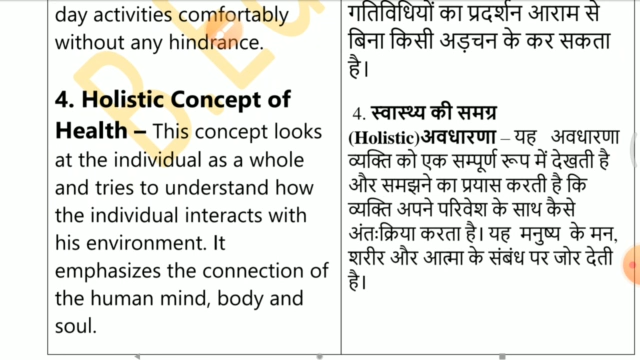 day activities comfortably
without any hindrance.
4. Holistic Concept of
Health – This concept looks
at the individual as a whole
and tries to understand how
the individual interacts with
his environment. It
emphasizes the connection of
the human mind, body and
soul.
गतिविधियों का प्रदर्शन आराम से
बिना किसी अड़चन के कर सकता
है।
4. स्वास्थ्य की समग्र
(Holistic)अवधारणा – यह अवधारणा
व्यक्ति को एक सम्पूर्ण रूप में देखती है
और समझने का प्रयास करती है कि
व्यक्ति अपने परिवेश के साथ कैसे
अंतःक्रिया करता है। यह मनुष्य के मन,
शरीर और आत्मा के संबंध पर जोर देती
है।